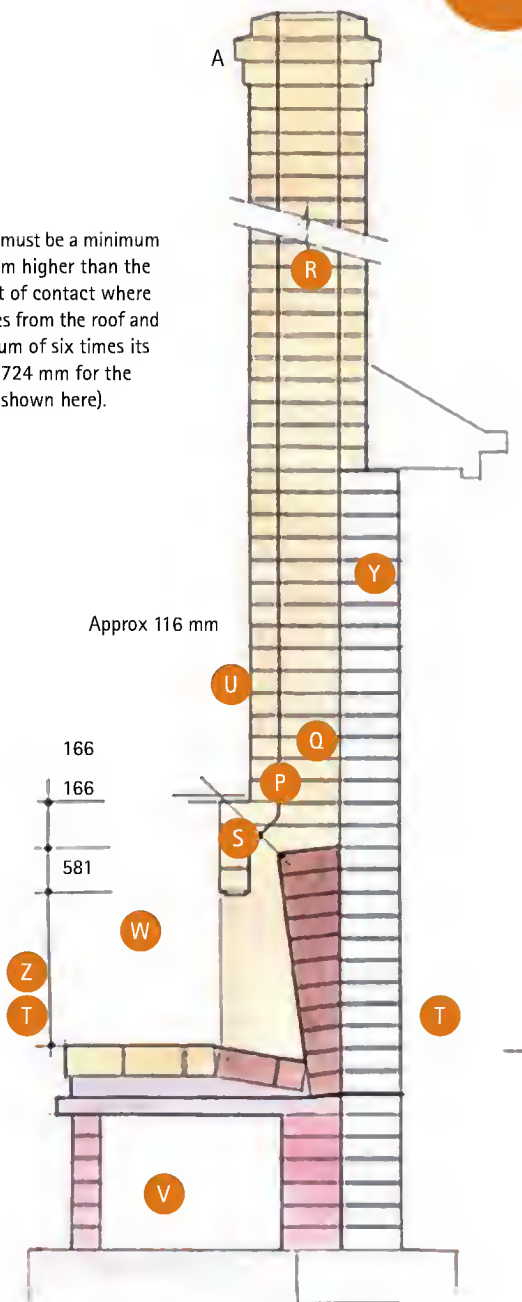 A
must be a minimum
m higher than the
t of contact where
es from the roof and
um of six times its
724 mm for the
shown here).
R
Y
Approx 116 mm
U
Q
166
P
166
S
581
W
Z
T
T
V